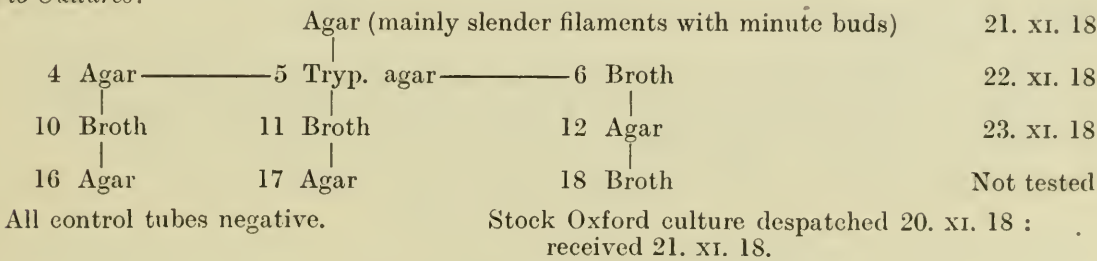 to Cultures.
Agar (mainly slender filaments with minute buds) 21. XI. 18
4 Agar 5 Tryp. agar 6 Broth 22. XI. 18
10 Broth 11 Broth 12 Agar 23. XI. 18
16 Agar 17 Agar 18 Broth Not tested
All control tubes negative. Stock Oxford culture despatched 20. XI. 18 :
received 21. XI. 18.